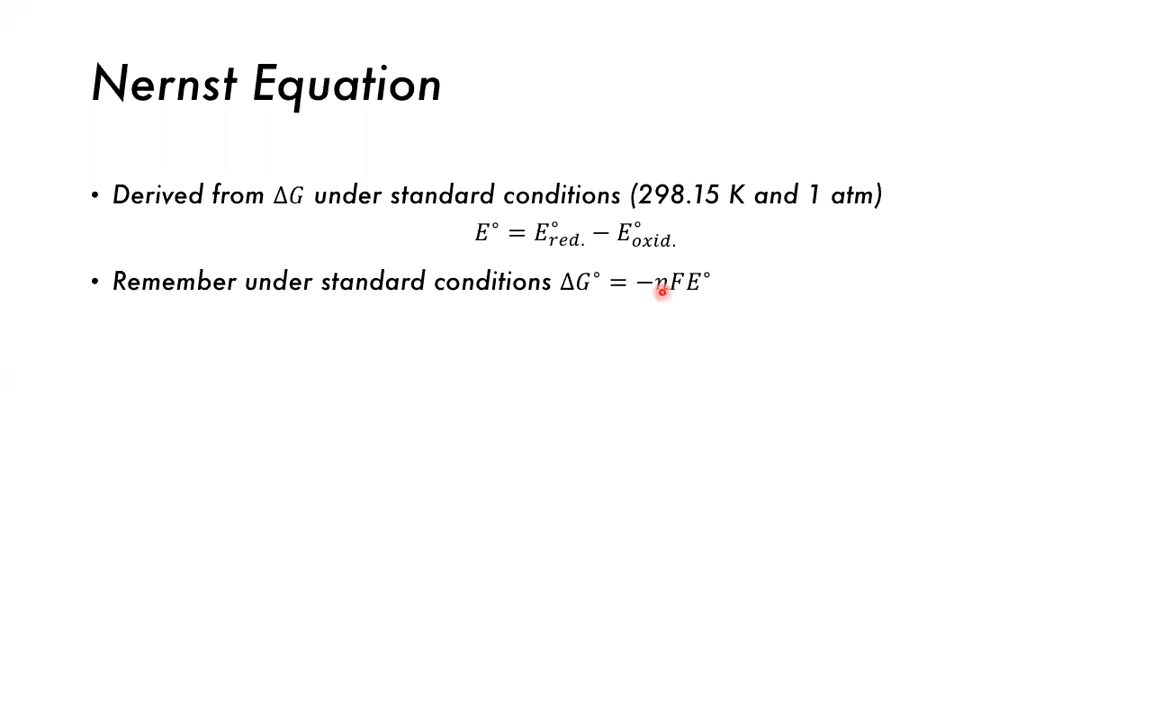 Nernst Equation
• Derived from ΔG under standard conditions (298.15 K and 1 atm)
E° = E°red. − E°oxid.
• Remember under standard conditions ΔG° = −nFE°